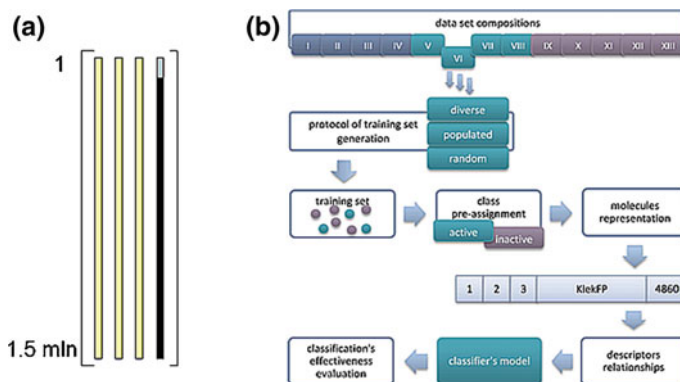 (a)
1
1.5 mln
(b)
data set compositions
I II III IV V VI VII VIII IX X XI XII XIII
diverse
protocol of training set
generation
populated
random
training set
class
pre-assignment
active
inactive
molecules
representation
1 2 3 KlekFP 4860
classification's
effectiveness
evaluation
classifier's model
descriptors
relationships